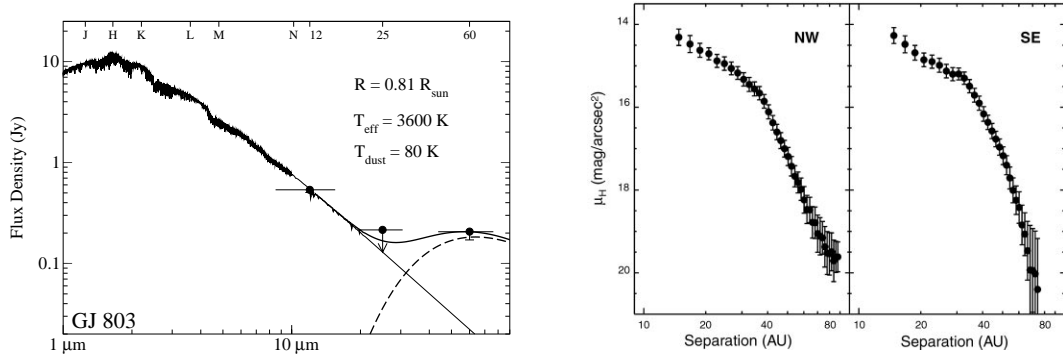 J H K L M N 12 25 60
10
1
0.1
Flux Density (Jy)
R = 0.81 R_sun
T_eff = 3600 K
T_dust = 80 K
GJ 803
1 μm 10 μm
14
16
18
20
μ_H (mag/arcsec²)
NW
SE
10 20 40 80
10 20 40 80
Separation (AU)
Separation (AU)